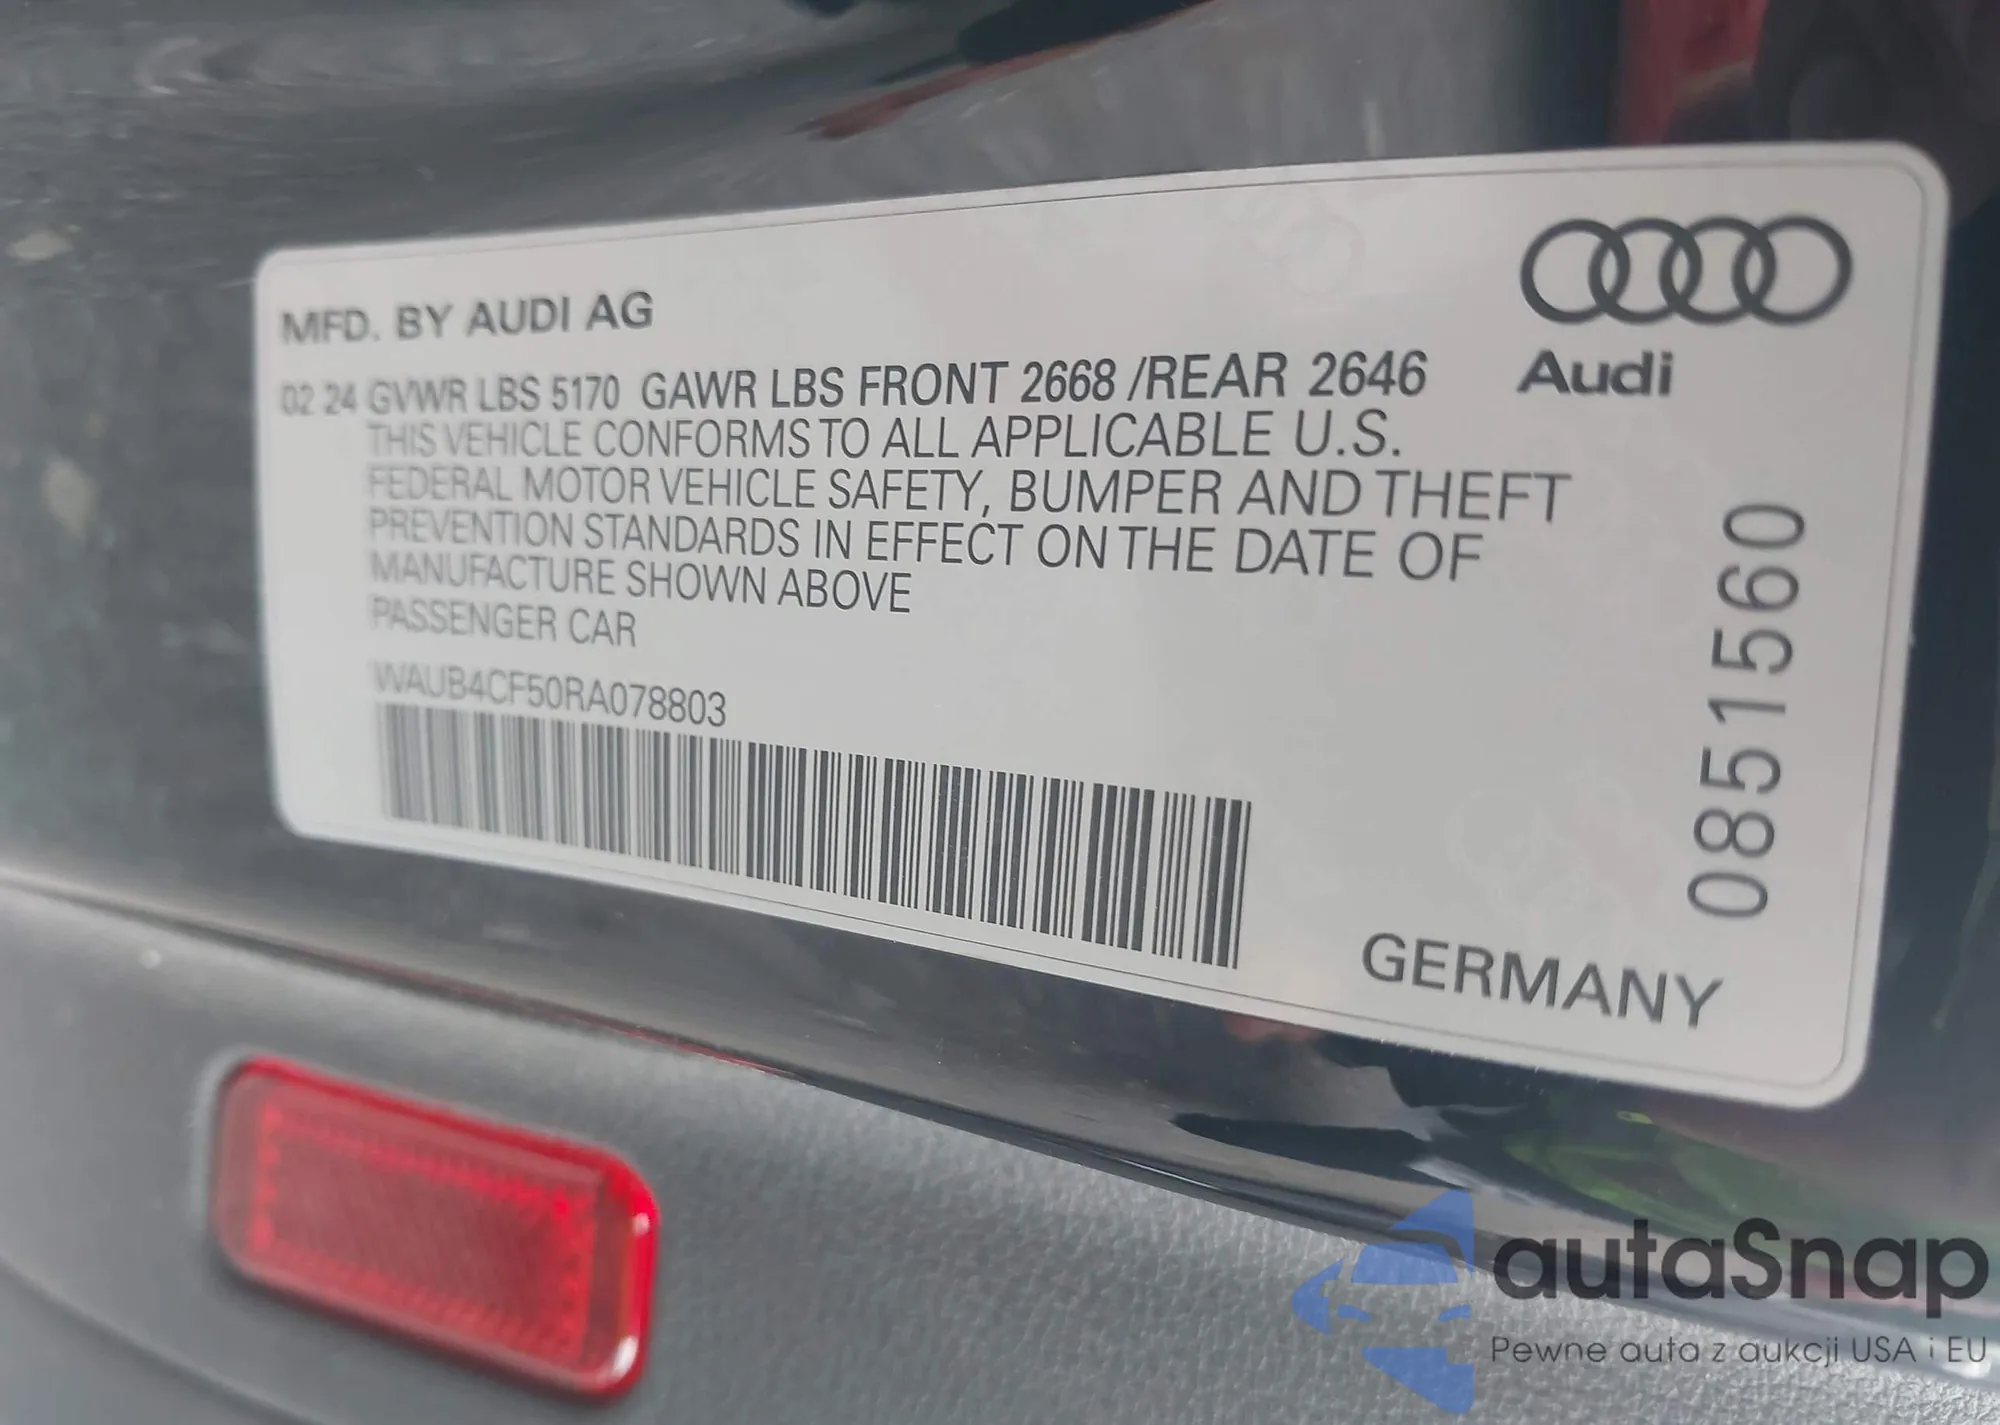 MFD. BY AUDI AG
02 24 GVWR LBS 5170 GAWR LBS FRONT 2668 /REAR 2646
THIS VEHICLE CONFORMS TO ALL APPLICABLE U.S.
FEDERAL MOTOR VEHICLE SAFETY, BUMPER AND THEFT
PREVENTION STANDARDS IN EFFECT ON THE DATE OF
MANUFACTURE SHOWN ABOVE
PASSENGER CAR
WAUB4CF50RA078803
Audi
0851560
GERMANY
autaSnap
Pewne auta z aukcji USA i EU